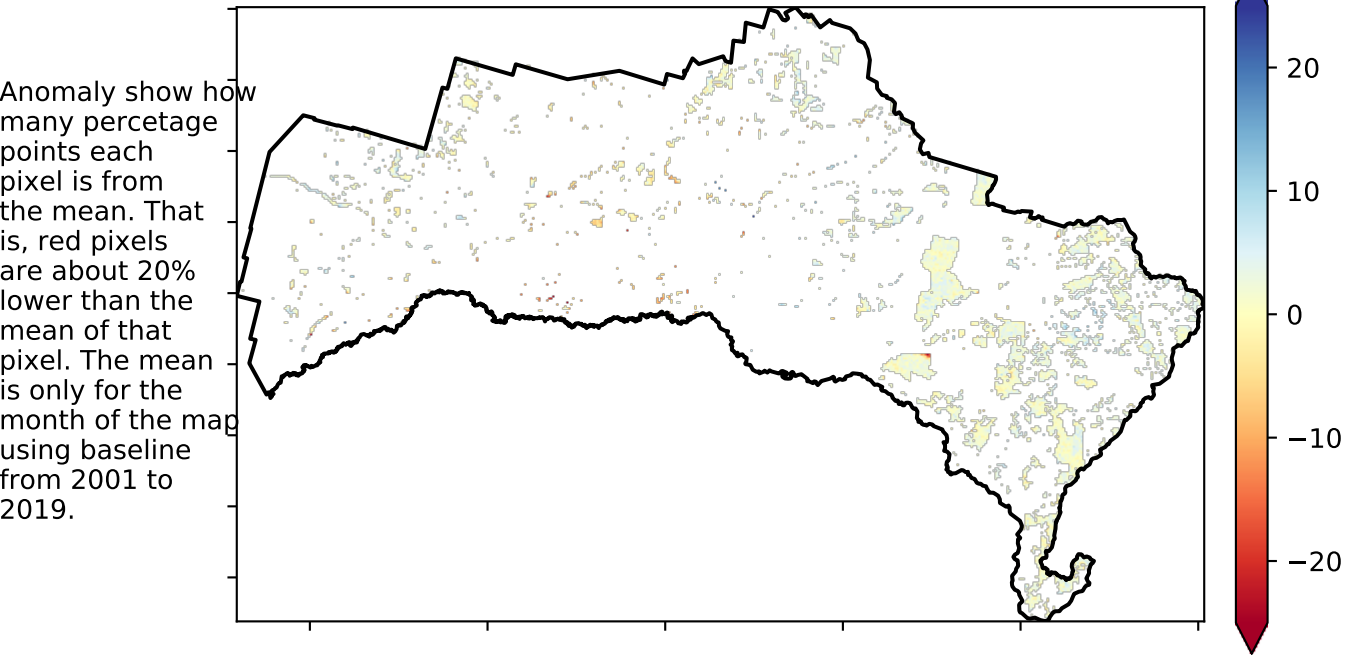 Anomaly show how
many percetage
points each
pixel is from
the mean. That
is, red pixels
are about 20%
lower than the
mean of that
pixel. The mean
is only for the
month of the map
using baseline
from 2001 to
2019.
20
10
0
−10
−20